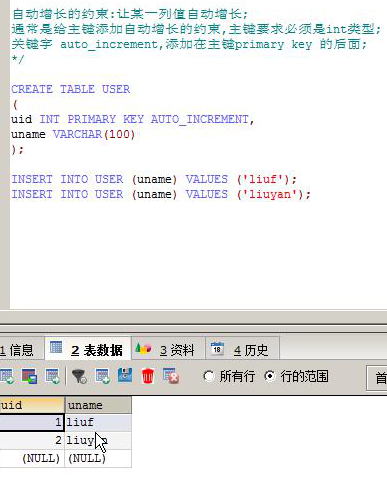 自动增长的约束:让某一列值自动增长;
通常是给主键添加自动增长的约束,主键要求必须是int类型;
关键字 auto_increment,添加在主键primary key 的后面;
*/
CREATE TABLE USER
(
uid INT PRIMARY KEY AUTO_INCREMENT,
uname VARCHAR(100)
);
INSERT INTO USER (uname) VALUES ('liuf');
INSERT INTO USER (uname) VALUES ('liuyan');
1 信息 2 表数据 3 资料 18 4 历史
所有行 行的范围 首
uid uname
1 liuf
2 liuyan
(NULL) (NULL)